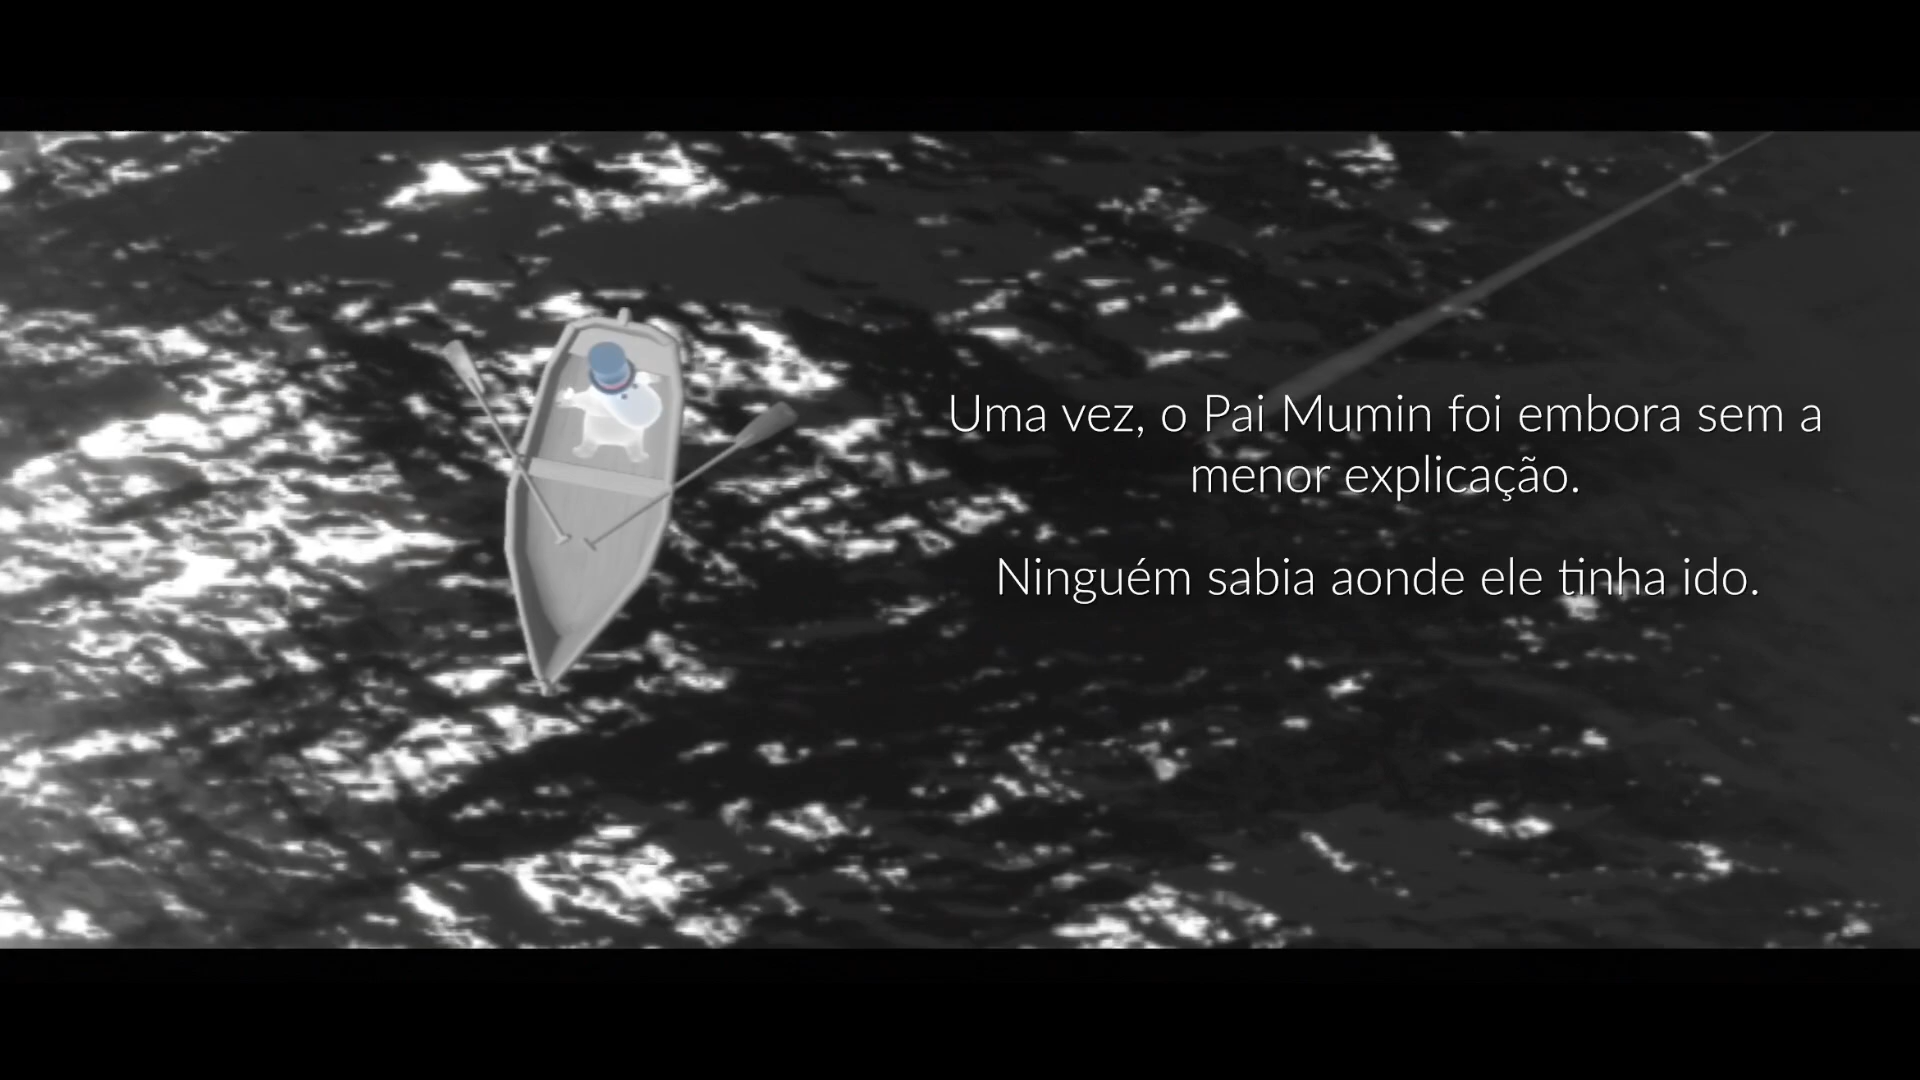 Uma vez, o Pai Mumin foi embora sem a
menor explicação.
Ninguém sabia aonde ele tinha ido.